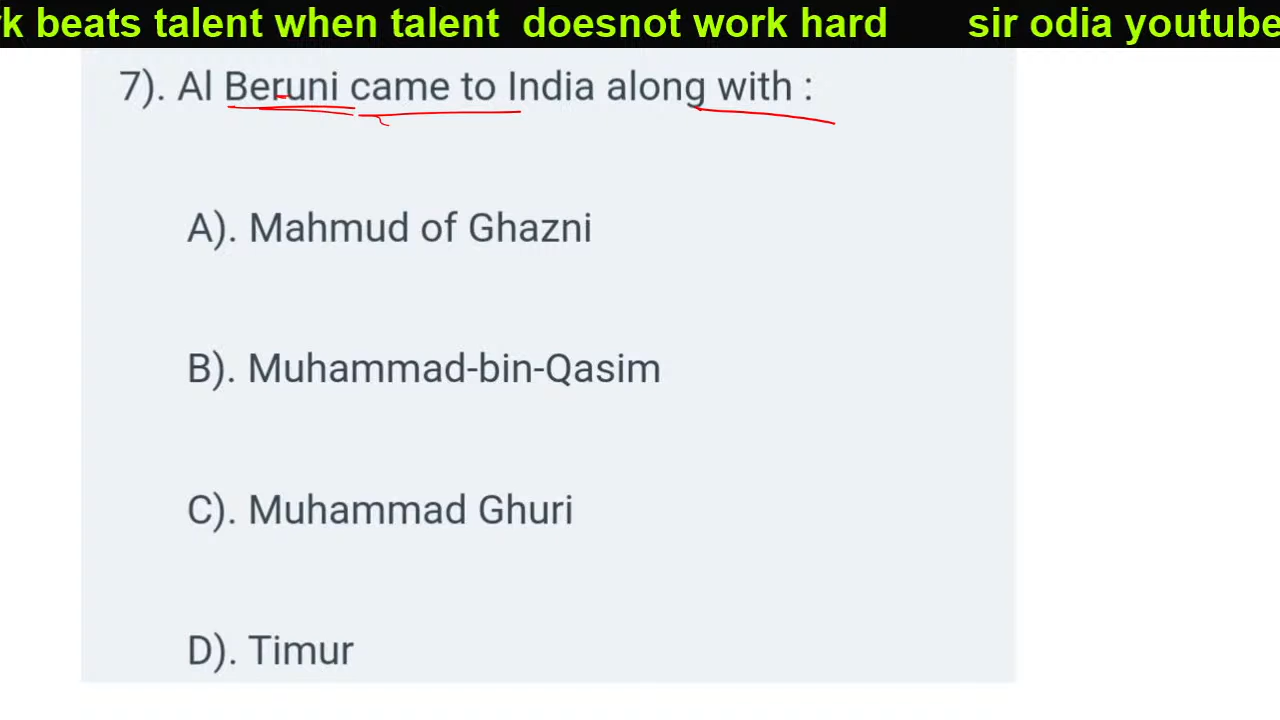 k beats talent when talent  doesnot work hard        sir odia youtube
7). Al Beruni came to India along with :
A). Mahmud of Ghazni
B). Muhammad-bin-Qasim
C). Muhammad Ghuri
D). Timur